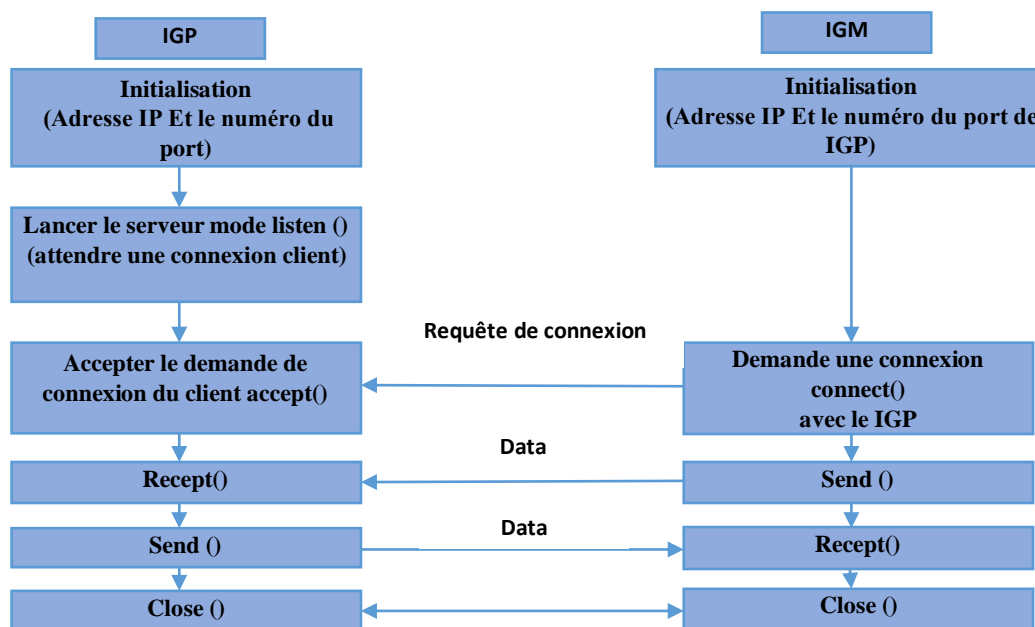 IGP
IGM
Initialisation
(Adresse IP Et le numéro du
port)
Initialisation
(Adresse IP Et le numéro du port de
IGP)
Lancer le serveur mode listen ()
(attendre une connexion client)
Requête de connexion
Accepter le demande de
connexion du client accept()
Demande une connexion
connect()
avec le IGP
Data
Recept()
Send ()
Data
Send ()
Recept()
Close ()
Close ()